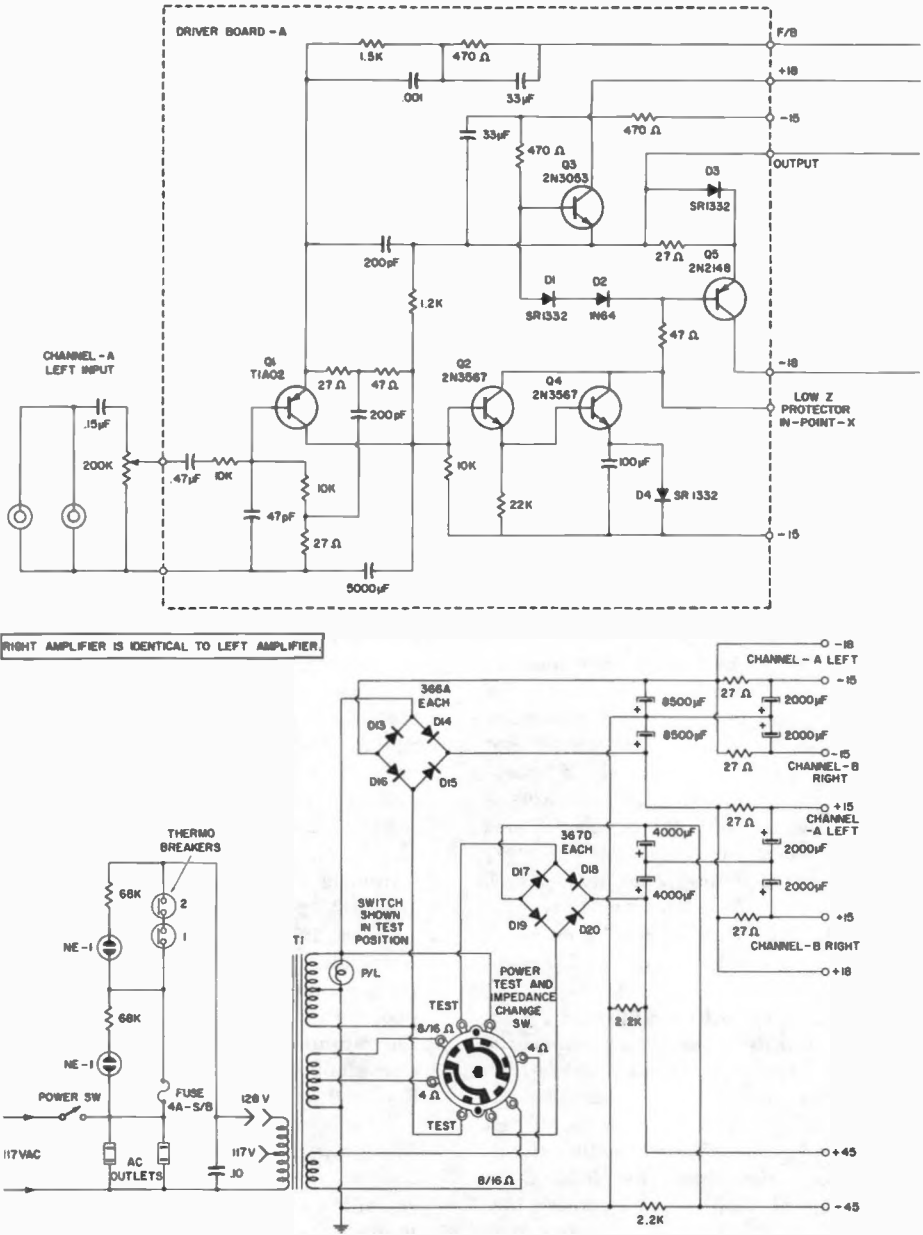 DRIVER BOARD-A
F/B
1.5K
470 Ω
+18
.001
33µF
-15
33µF
470 Ω
470 Ω
OUTPUT
Q3
2N3053
D3
SR1332
200pF
27 Ω
Q5
2N2148
D1
D2
SR1332
1N64
1.2K
47 Ω
CHANNEL-A
LEFT INPUT
Q1
TIA02
27 Ω
47 Ω
Q2
2N3567
Q4
2N3567
-18
LOW Z
PROTECTOR
IN-POINT-X
.15µF
200pF
200K
.47µF
10K
10K
10K
100µF
D4
SR 1332
47pF
22K
27 Ω
-15
5000µF
RIGHT AMPLIFIER IS IDENTICAL TO LEFT AMPLIFIER.
-18
CHANNEL-A LEFT
366A
EACH
27 Ω
-15
D13
D14
+
8500µF
+
2000µF
+
8500µF
+
2000µF
D16
D15
27 Ω
-15
CHANNEL-B
RIGHT
+15
27 Ω
CHANNEL
-A LEFT
THERMO
BREAKERS
367D
EACH
4000µF
+
+
2000µF
D17
D18
+
4000µF
+
2000µF
68K
2
SWITCH
SHOWN
IN TEST
POSITION
D19
D20
+15
27 Ω
CHANNEL-B RIGHT
NE-1
1
T1
P/L
POWER
TEST AND
IMPEDANCE
CHANGE
SW.
+18
68K
TEST
8/16 Ω
2.2K
4 Ω
NE-1
POWER SW
FUSE
4A-S/B
128 V
4 Ω
TEST
117VAC
AC
OUTLETS
117V
.10
+45
8/16 Ω
2.2K
-45